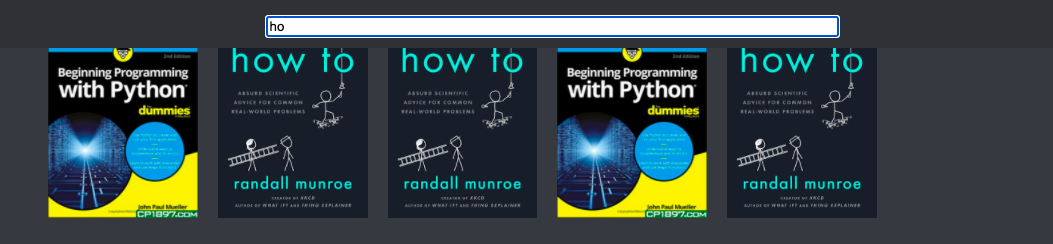 ho
2nd Edition
Beginning Programming
with Python
dummies
John Paul Mueller
CP1897.COM
how to
ABSURD SCIENTIFIC
ADVICE FOR COMMON
REAL-WORLD PROBLEMS
randall munroe
CREATOR OF XKCD
AUTHOR OF WHAT IF? AND THING EXPLAINER
how to
ABSURD SCIENTIFIC
ADVICE FOR COMMON
REAL-WORLD PROBLEMS
randall munroe
CREATOR OF XKCD
AUTHOR OF WHAT IF? AND THING EXPLAINER
2nd Edition
Beginning Programming
with Python
dummies
John Paul Mueller
CP1897.COM
how to
ABSURD SCIENTIFIC
ADVICE FOR COMMON
REAL-WORLD PROBLEMS
randall munroe
CREATOR OF XKCD
AUTHOR OF WHAT IF? AND THING EXPLAINER